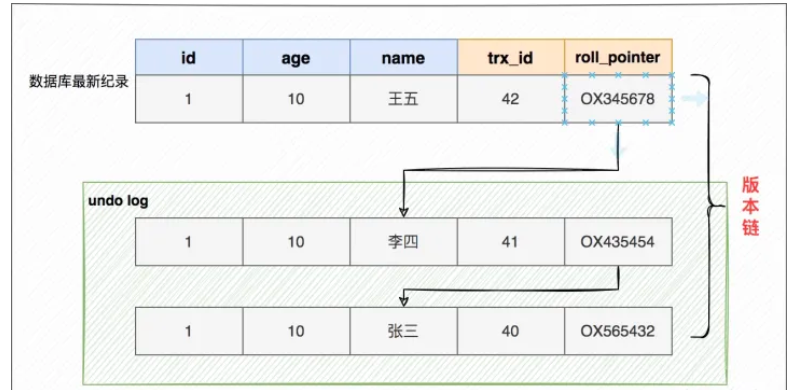 id age name trx_id roll_pointer
数据库最新纪录 1 10 王五 42 OX345678
undo log
1 10 李四 41 OX435454
1 10 张三 40 OX565432
版
本
链